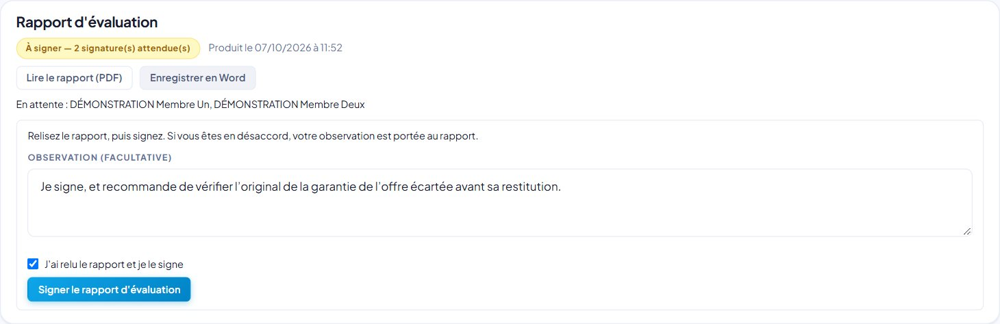 Rapport d'évaluation
À signer — 2 signature(s) attendue(s) Produit le 07/10/2026 à 11:52
Lire le rapport (PDF) Enregistrer en Word
En attente : DÉMONSTRATION Membre Un, DÉMONSTRATION Membre Deux
Relisez le rapport, puis signez. Si vous êtes en désaccord, votre observation est portée au rapport.
OBSERVATION (FACULTATIVE)
Je signe, et recommande de vérifier l'original de la garantie de l'offre écartée avant sa restitution.
J'ai relu le rapport et je le signe
Signer le rapport d'évaluation